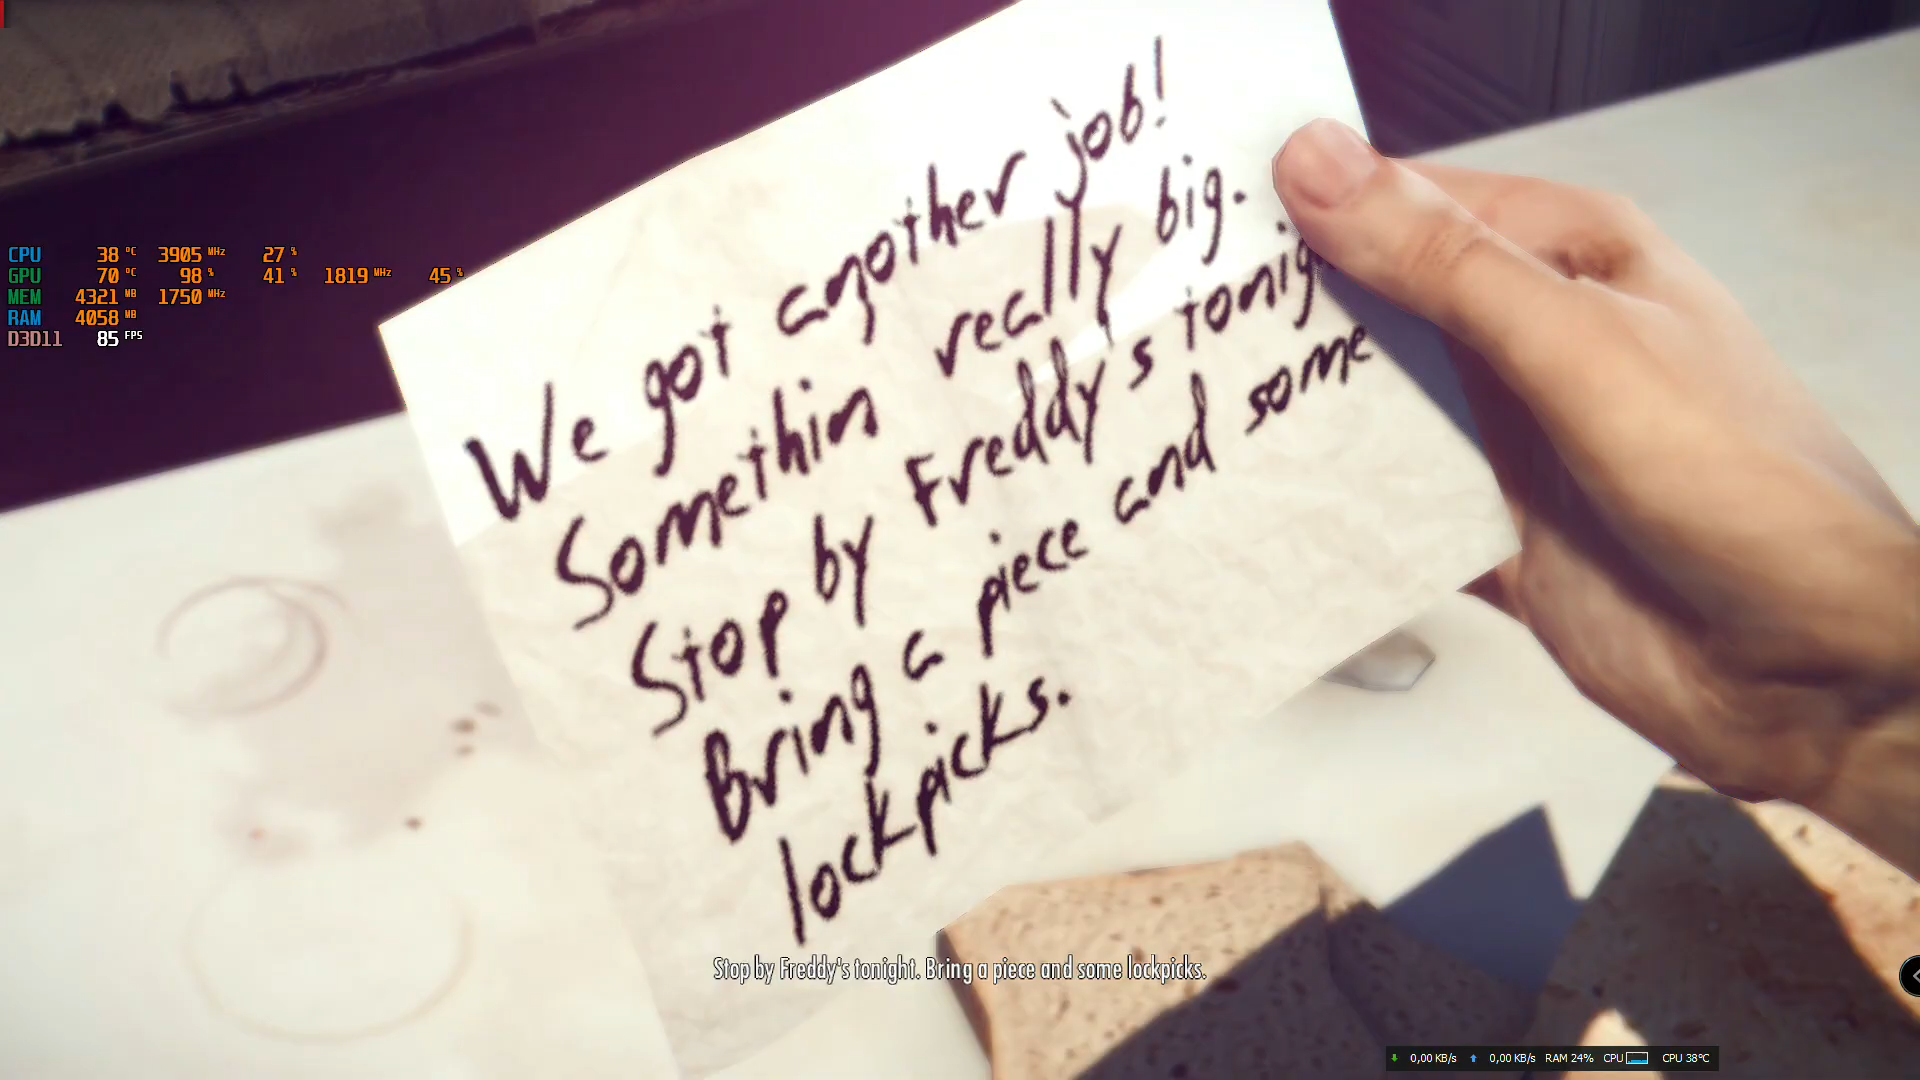 We got another job!
Somethin really big.
Stop by Freddy's tonig
Bring a piece and some
lockpicks.
CPU 38 °C 3905 MHz 27 %
GPU 70 °C 98 % 41 % 1819 MHz 45 %
MEM 4321 MB 1750 MHz
RAM 4058 MB
D3D11 85 FPS
Stop by Freddy's tonight. Bring a piece and some lockpicks.
0,00 KB/s 0,00 KB/s RAM 24% CPU CPU 38°C